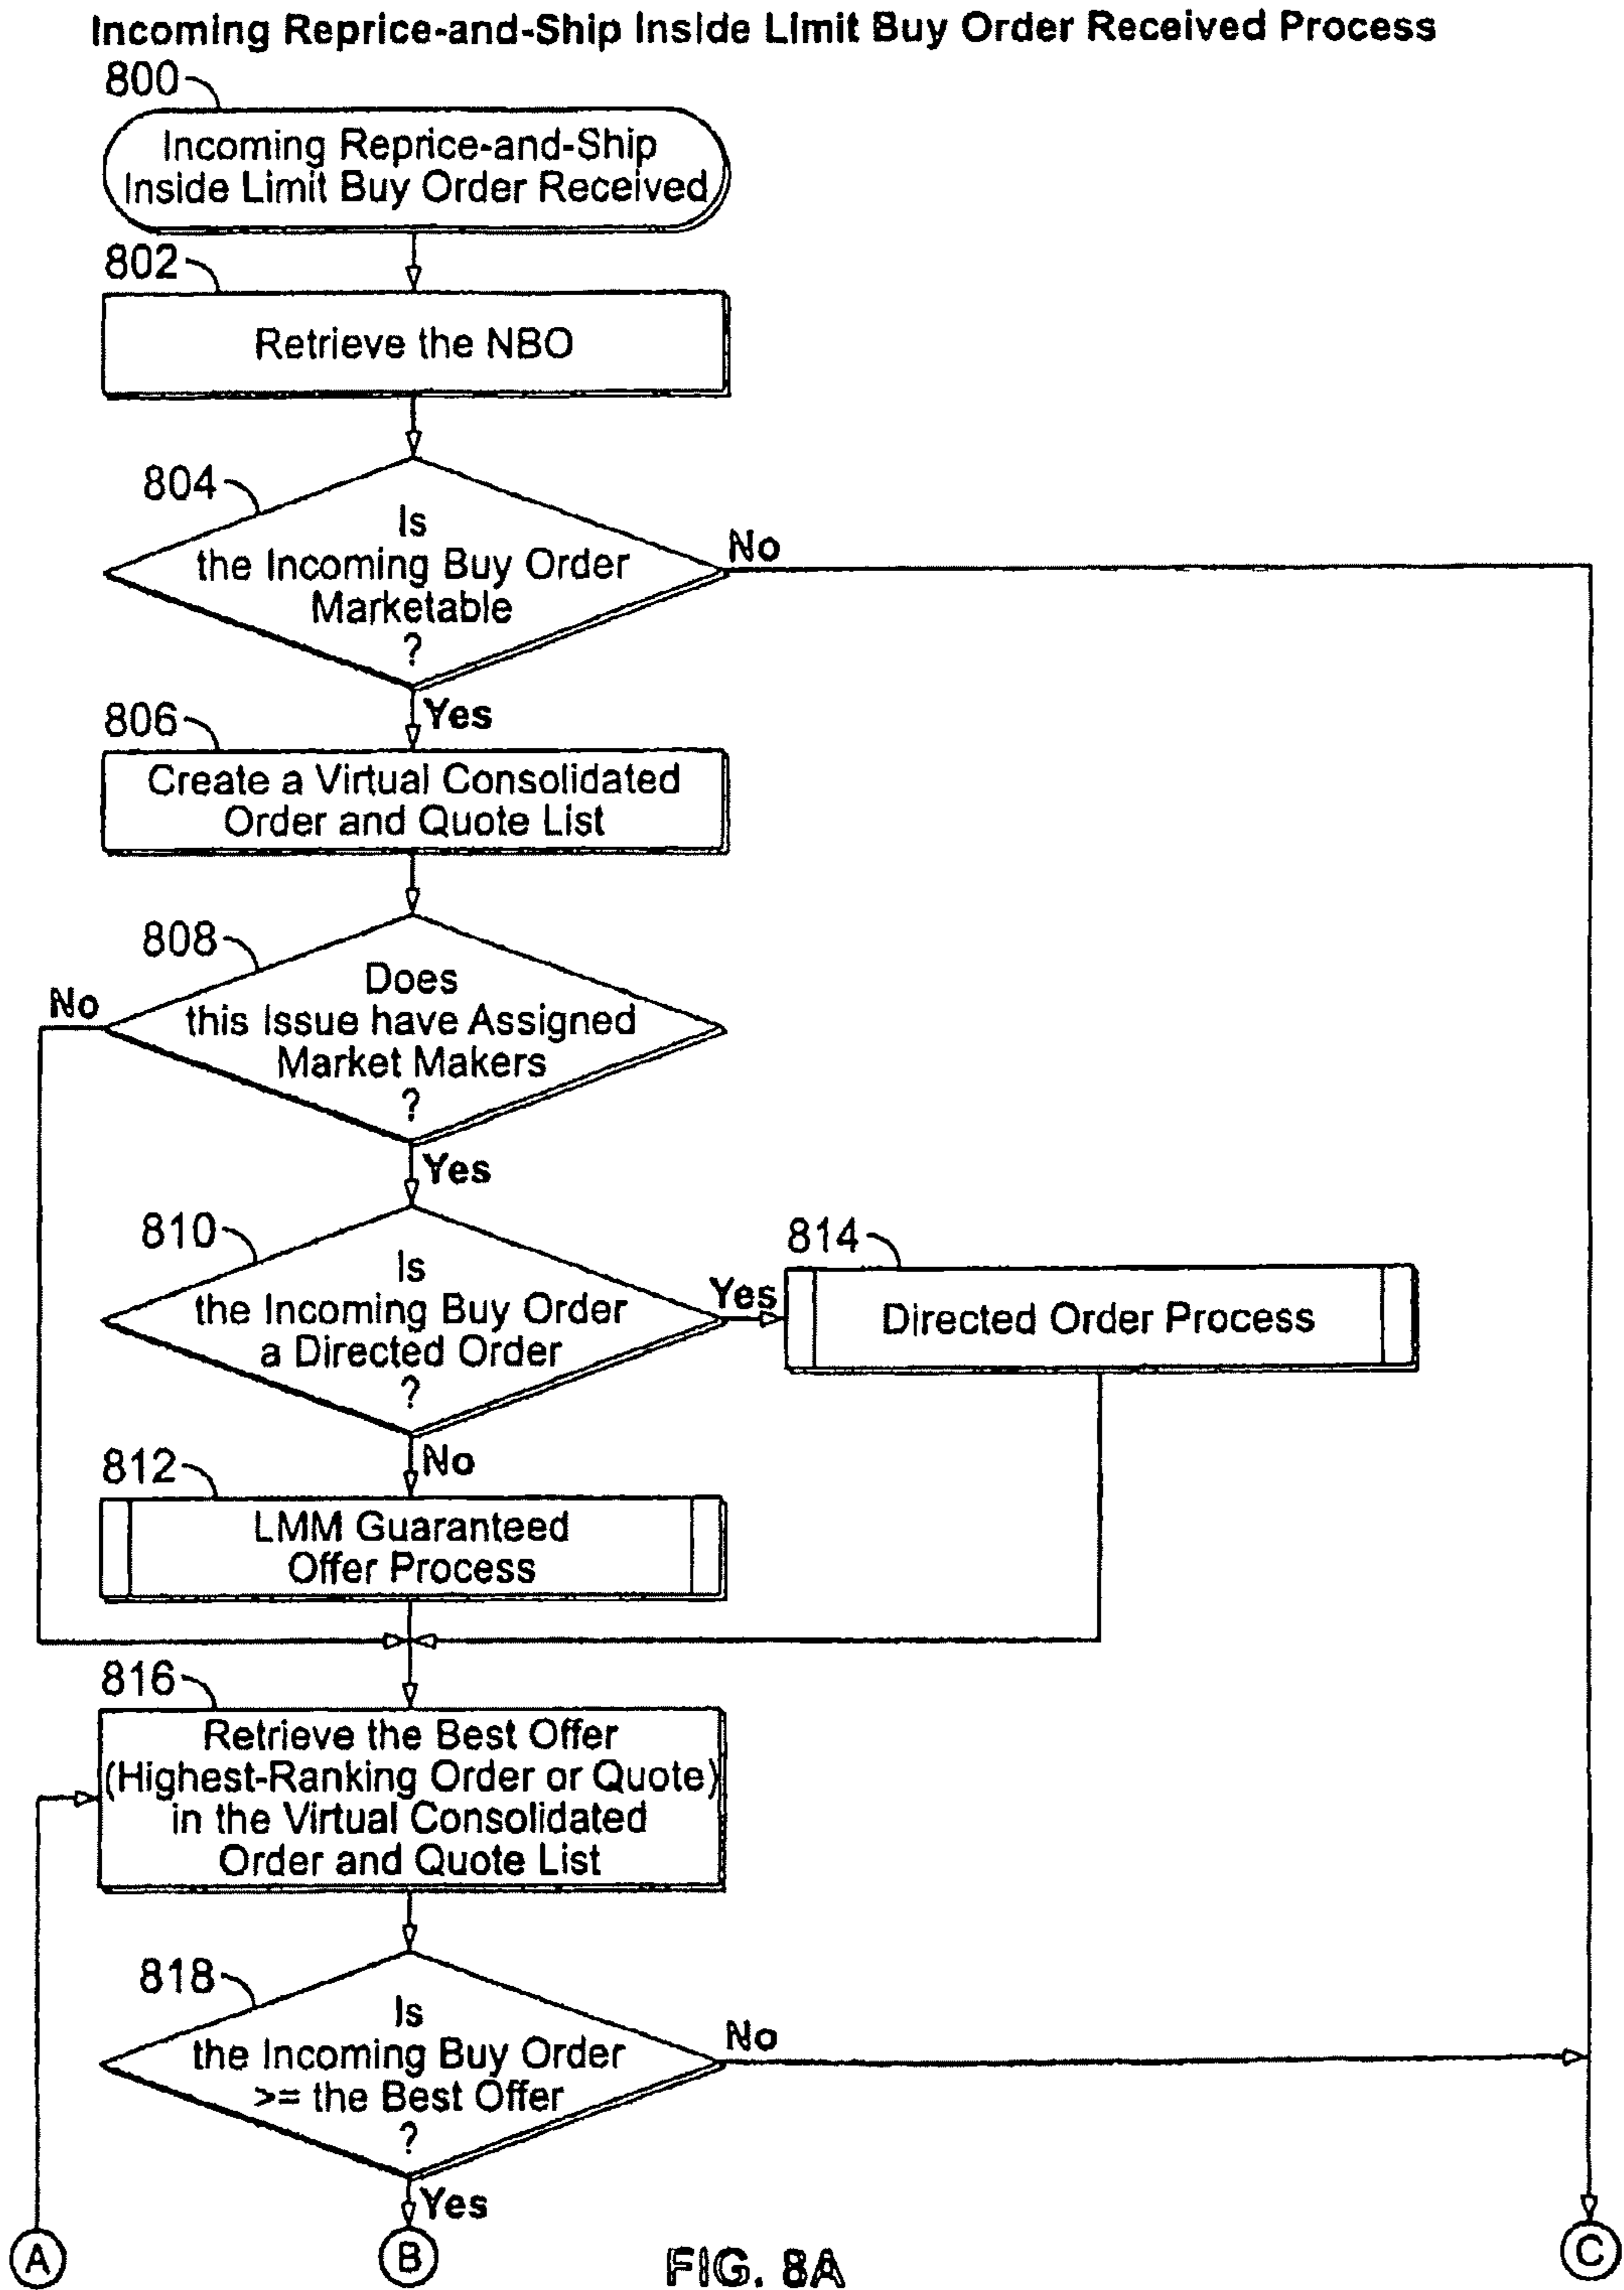 Incoming Reprice-and-Ship Inside Limit Buy Order Received Process
800
Incoming Reprice-and-Ship
Inside Limit Buy Order Received
802
Retrieve the NBO
804
Is
the Incoming Buy Order
Marketable
?
No
Yes
806
Create a Virtual Consolidated
Order and Quote List
808
Does
this Issue have Assigned
Market Makers
?
No
Yes
810
Is
the Incoming Buy Order
a Directed Order
?
Yes
814
Directed Order Process
No
812
LMM Guaranteed
Offer Process
816
Retrieve the Best Offer
(Highest-Ranking Order or Quote)
in the Virtual Consolidated
Order and Quote List
818
Is
the Incoming Buy Order
>= the Best Offer
?
No
Yes
A
B
C
FIG. 8A